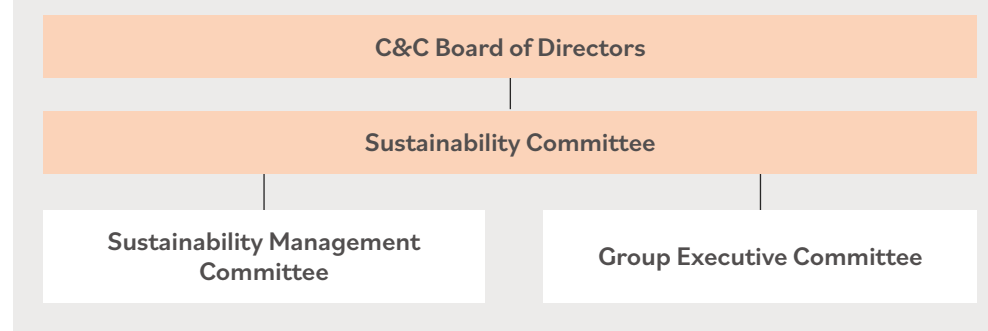 C&C Board of Directors
Sustainability Committee
Sustainability Management
Committee
Group Executive Committee